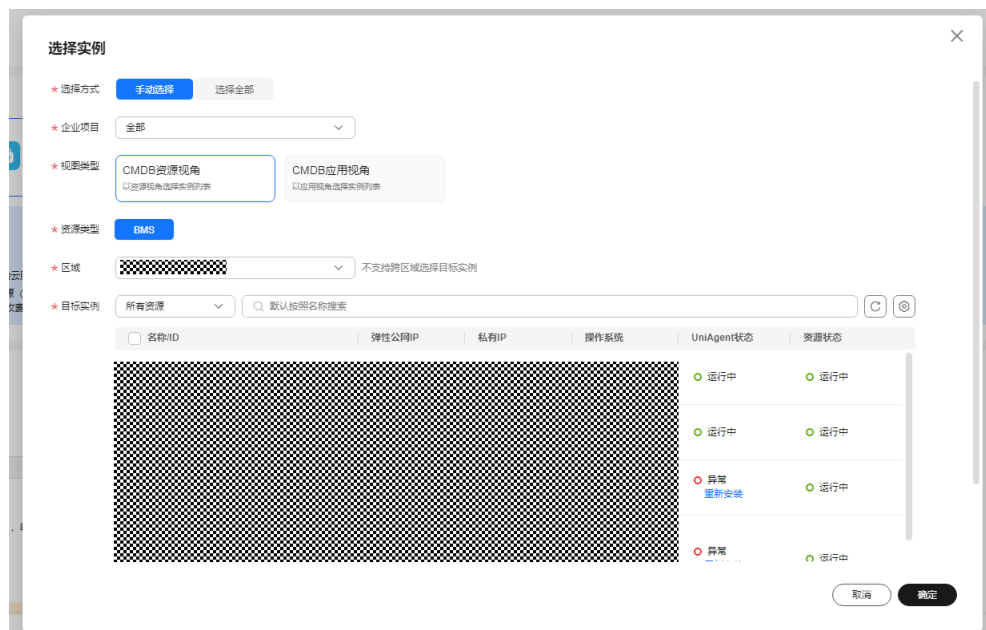 选择实例
* 选择方式 手动选择 选择全部
* 企业项目 全部
* 视图类型 CMDB资源视角 CMDB应用视角
以资源视角选择实例列表 以应用视角选择实例列表
* 资源类型 BMS
* 区域 不支持跨区域选择目标实例
* 目标实例 所有资源 默认按照名称搜索
名称/ID 弹性公网IP 私有IP 操作系统 UniAgent状态 资源状态
运行中 运行中
运行中 运行中
异常 运行中
重新安装
异常 运行中
取消 确定